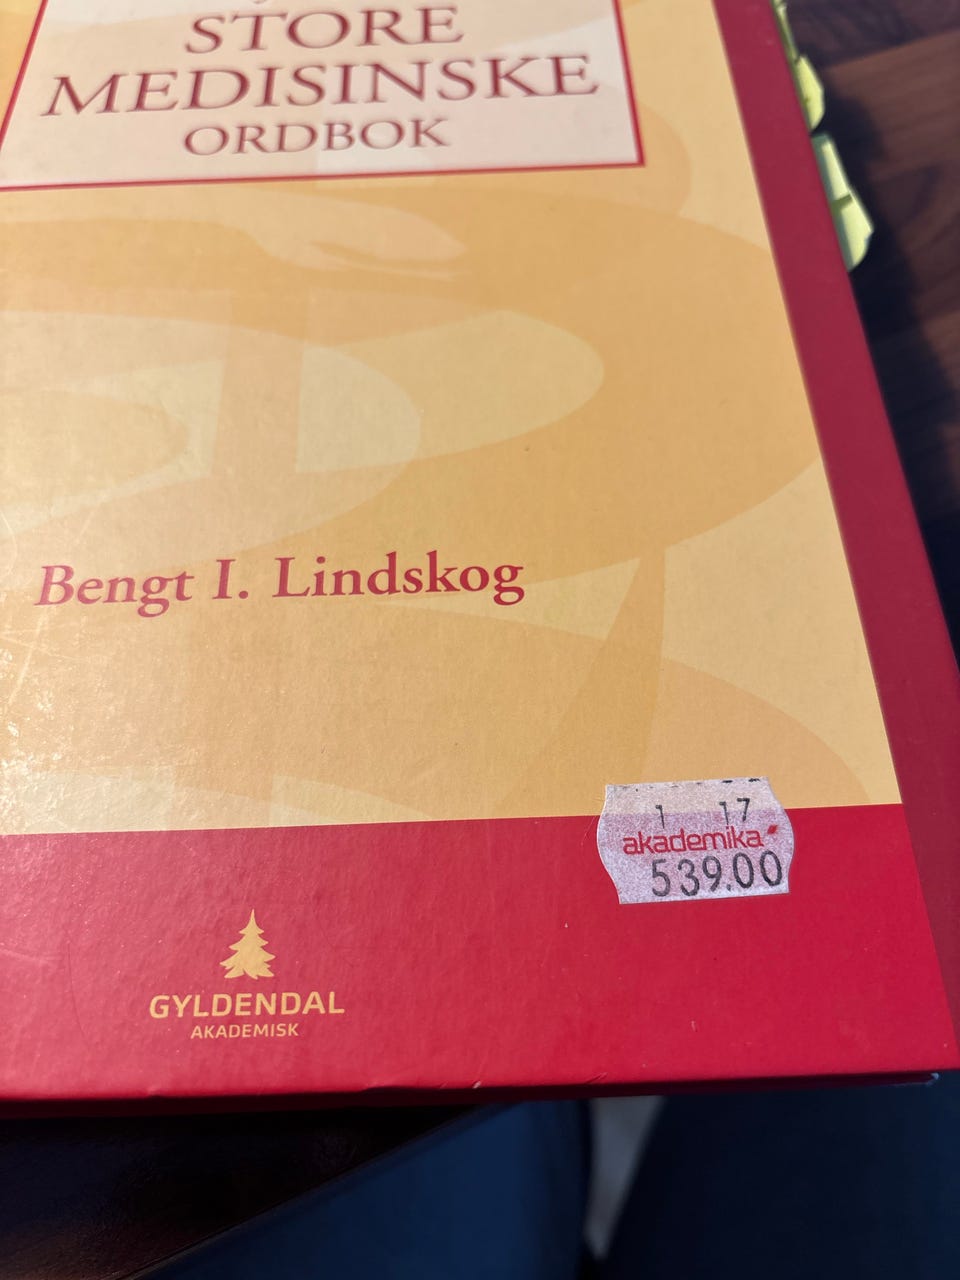 STORE
MEDISINSKE
ORDBOK
Bengt I. Lindskog
1 17
akademika
539.00
GYLDENDAL
AKADEMISK